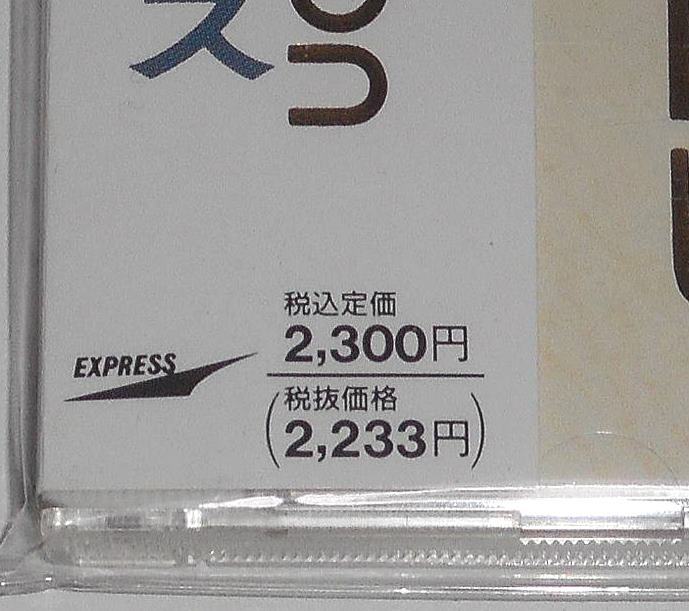 ス
EXPRESS
税込定価
2,300円
(税抜価格
2,233円)